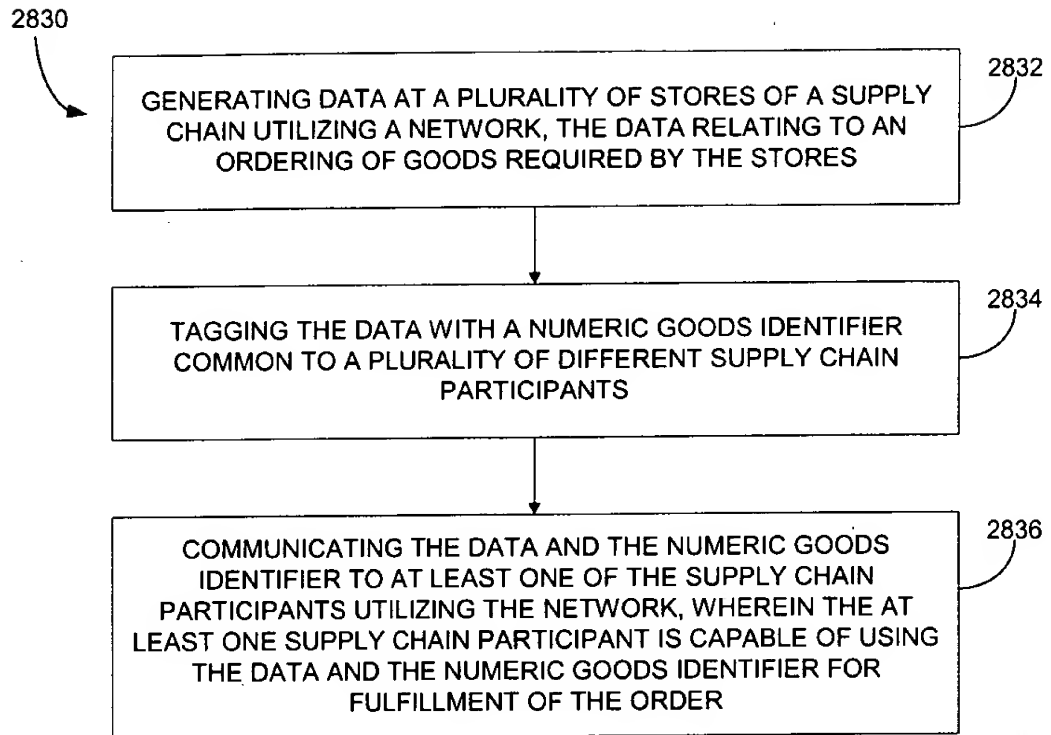 2830
GENERATING DATA AT A PLURALITY OF STORES OF A SUPPLY
CHAIN UTILIZING A NETWORK, THE DATA RELATING TO AN
ORDERING OF GOODS REQUIRED BY THE STORES
2832
TAGGING THE DATA WITH A NUMERIC GOODS IDENTIFIER
COMMON TO A PLURALITY OF DIFFERENT SUPPLY CHAIN
PARTICIPANTS
2834
COMMUNICATING THE DATA AND THE NUMERIC GOODS
IDENTIFIER TO AT LEAST ONE OF THE SUPPLY CHAIN
PARTICIPANTS UTILIZING THE NETWORK, WHEREIN THE AT
LEAST ONE SUPPLY CHAIN PARTICIPANT IS CAPABLE OF USING
THE DATA AND THE NUMERIC GOODS IDENTIFIER FOR
FULFILLMENT OF THE ORDER
2836